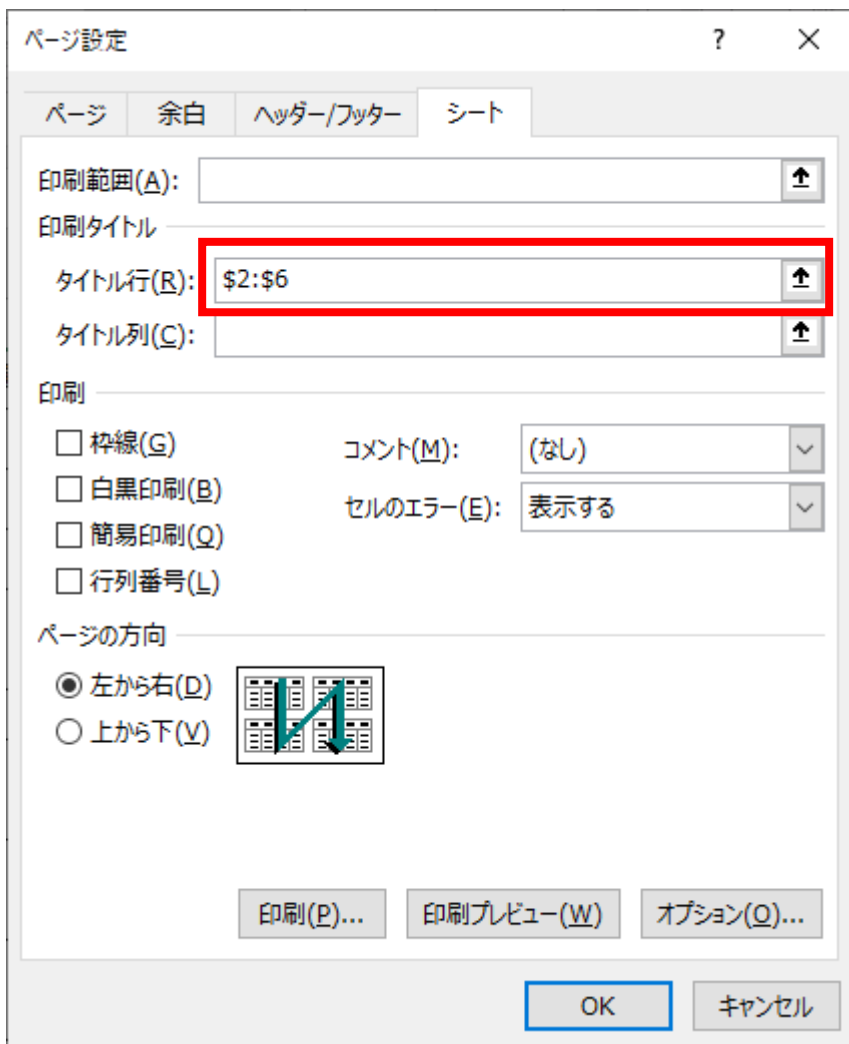 ページ設定 ?
ページ 余白 ヘッダー/フッター シート
印刷範囲(A):
印刷タイトル
タイトル行(R): $2:$6
タイトル列(C):
印刷
枠線(G) コメント(M): (なし)
白黒印刷(B)
セルのエラー(E): 表示する
簡易印刷(Q)
行列番号(L)
ページの方向
左から右(D)
上から下(V)
印刷(P)... 印刷プレビュー(W) オプション(O)...
OK キャンセル